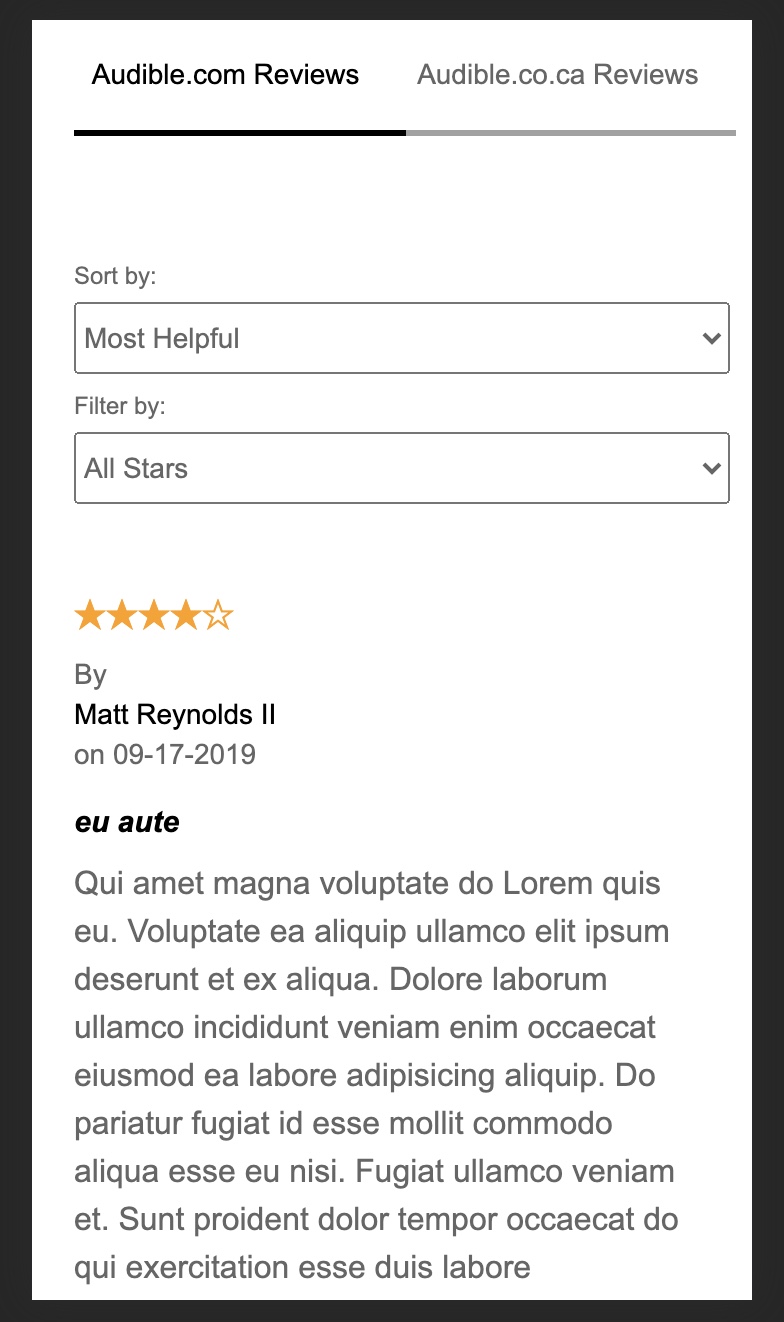 Audible.com Reviews Audible.co.ca Reviews
Sort by:
Most Helpful
Filter by:
All Stars
By
Matt Reynolds II
on 09-17-2019
eu aute
Qui amet magna voluptate do Lorem quis
eu. Voluptate ea aliquip ullamco elit ipsum
deserunt et ex aliqua. Dolore laborum
ullamco incididunt veniam enim occaecat
eiusmod ea labore adipisicing aliquip. Do
pariatur fugiat id esse mollit commodo
aliqua esse eu nisi. Fugiat ullamco veniam
et. Sunt proident dolor tempor occaecat do
qui exercitation esse duis labore